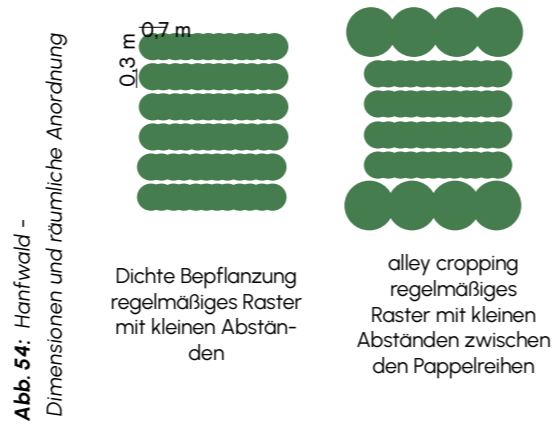 Abb. 54: Hanfwald -
Dimensionen und räumliche Anordnung
0,7 m
0,3 m
Dichte Bepflanzung
regelmäßiges Raster
mit kleinen Abstän-
den
alley cropping
regelmäßiges
Raster mit kleinen
Abständen zwischen
den Pappelreihen